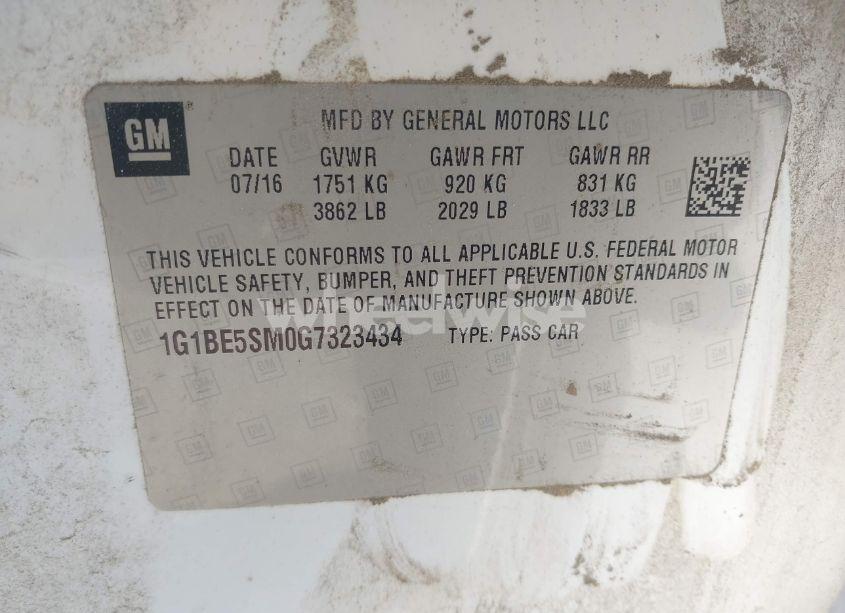 GM
MFD BY GENERAL MOTORS LLC
DATE GVWR GAWR FRT GAWR RR
07/16 1751 KG 920 KG 831 KG
3862 LB 2029 LB 1833 LB
THIS VEHICLE CONFORMS TO ALL APPLICABLE U.S. FEDERAL MOTOR
VEHICLE SAFETY, BUMPER, AND THEFT PREVENTION STANDARDS IN
EFFECT ON THE DATE OF MANUFACTURE SHOWN ABOVE.
wheelwise
1G1BE5SM0G7323434 TYPE: PASS CAR